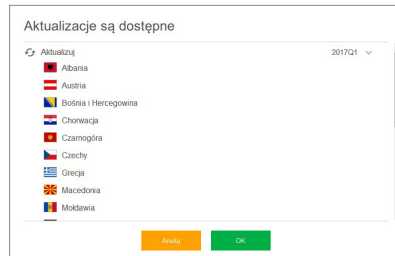 Aktualizacje są dostępne
Aktualizuj 2017Q1
Albania
Austria
Bośnia i Hercegowina
Chorwacja
Czarnogóra
Czechy
Grecja
Macedonia
Mołdawia
Anuluj OK